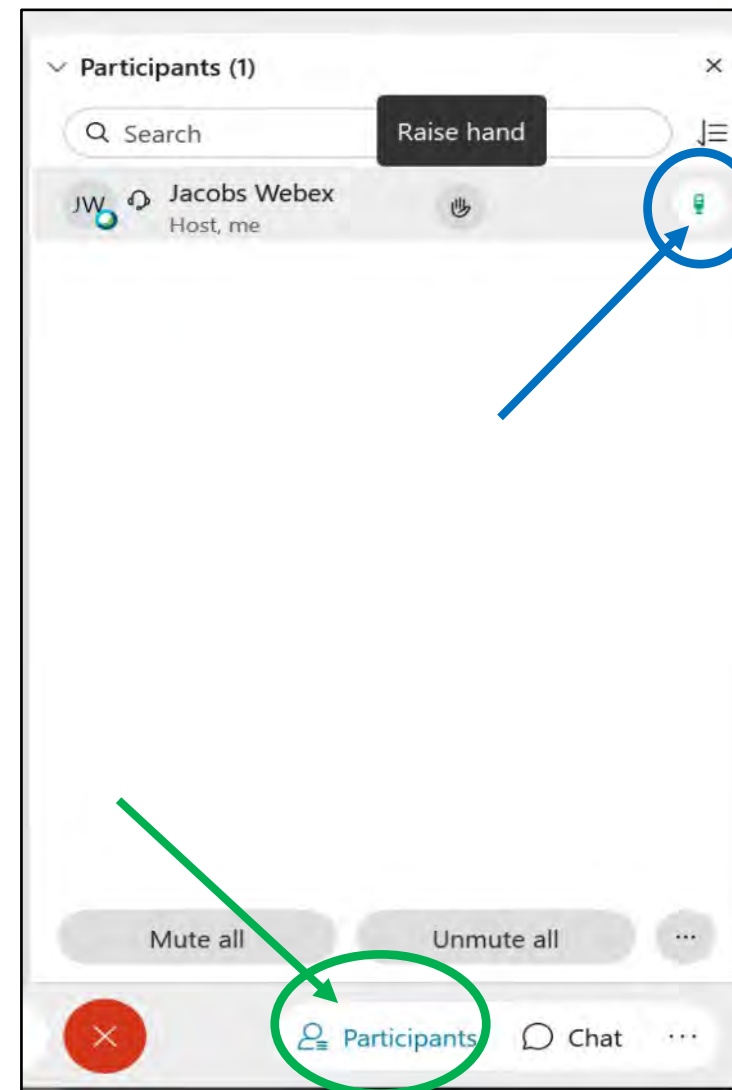 Participants (1)
Search
Raise hand
JW
Jacobs Webex
Host, me
Mute all
Unmute all
Participants
Chat